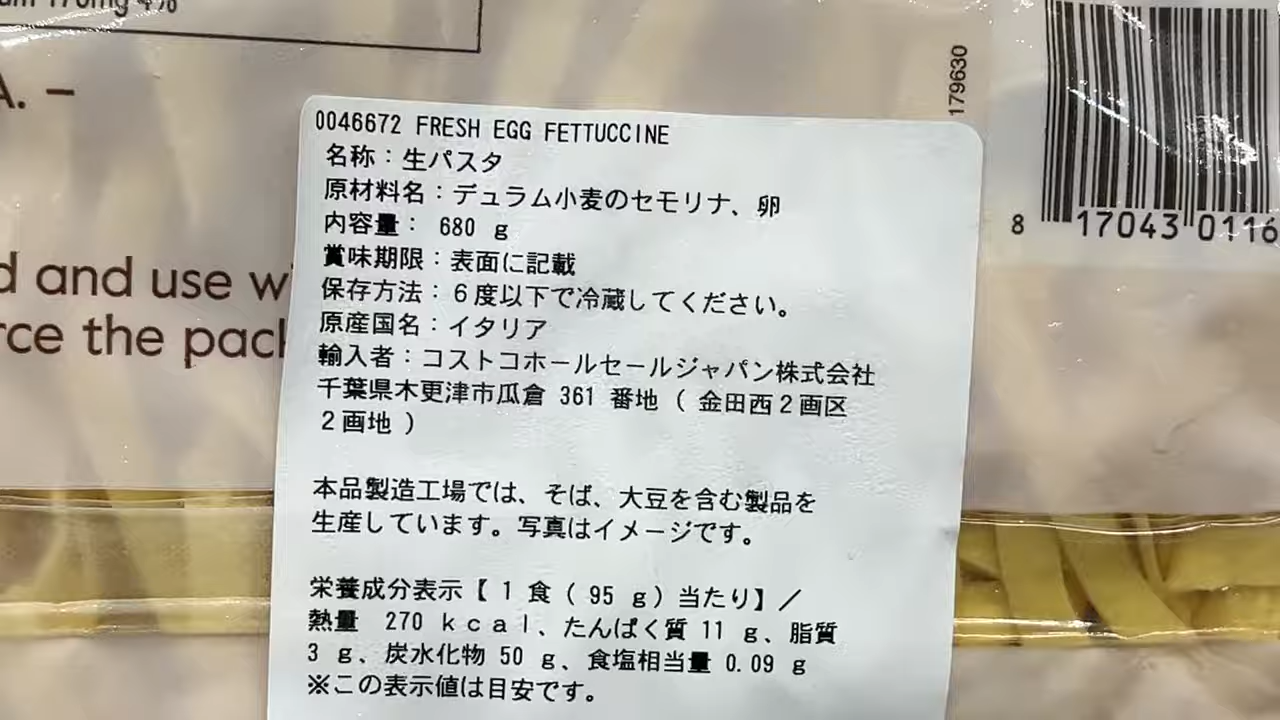 170mg 4%
A. –
179630
8 17043 0116
d and use w
rce the pack
0046672 FRESH EGG FETTUCCINE
名称：生パスタ
原材料名：デュラム小麦のセモリナ、卵
内容量： 680 g
賞味期限：表面に記載
保存方法：６度以下で冷蔵してください。
原産国名：イタリア
輸入者：コストコホールセールジャパン株式会社
千葉県木更津市瓜倉 361 番地 （ 金田西２画区
２画地 ）
本品製造工場では、そば、大豆を含む製品を
生産しています。写真はイメージです。
栄養成分表示【 1 食（ 95 g）当たり】／
熱量 270 ｋｃａｌ、たんぱく質 11 g、脂質
3 g、炭水化物 50 g、食塩相当量 0.09 g
※この表示値は目安です。